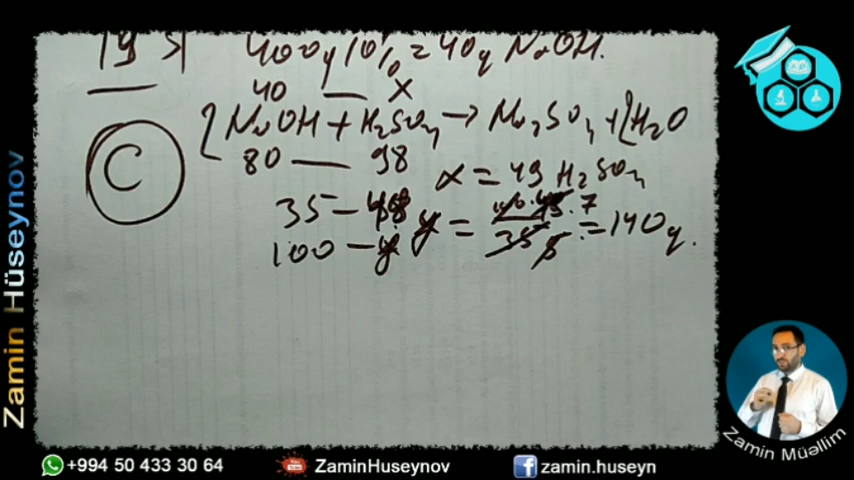 19 S
400q 10% = 40q NaOH.
40 — x
2NaOH + H2SO4 → Na2SO4 + 2H2O
80 — 98
x = 49 H2SO4
C
35 – 49
100 – y y = = 140q.
Zamin Hüseynov
Zamin Müəllim
+994 50 433 30 64 ZaminHuseynov zamin.huseyn